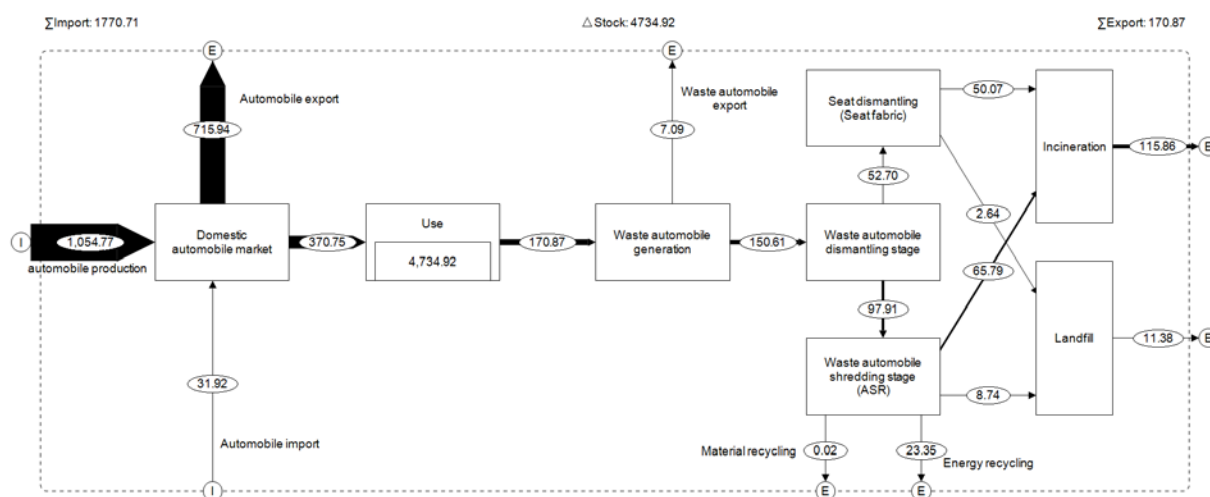 ∑Import: 1770.71
△Stock: 4734.92
∑Export: 170.87
E
E
Automobile export
Waste automobile
export
715.94
7.09
Seat dismantling
(Seat fabric)
50.07
Incineration
115.86
E
52.70
2.64
I
1,054.77
automobile production
Domestic
automobile market
370.75
Use
4,734.92
170.87
Waste automobile
generation
150.61
Waste automobile
dismantling stage
65.79
97.91
Landfill
11.38
E
Waste automobile
shredding stage
(ASR)
8.74
31.92
Automobile import
Material recycling
0.02
23.35
Energy recycling
I
E
E